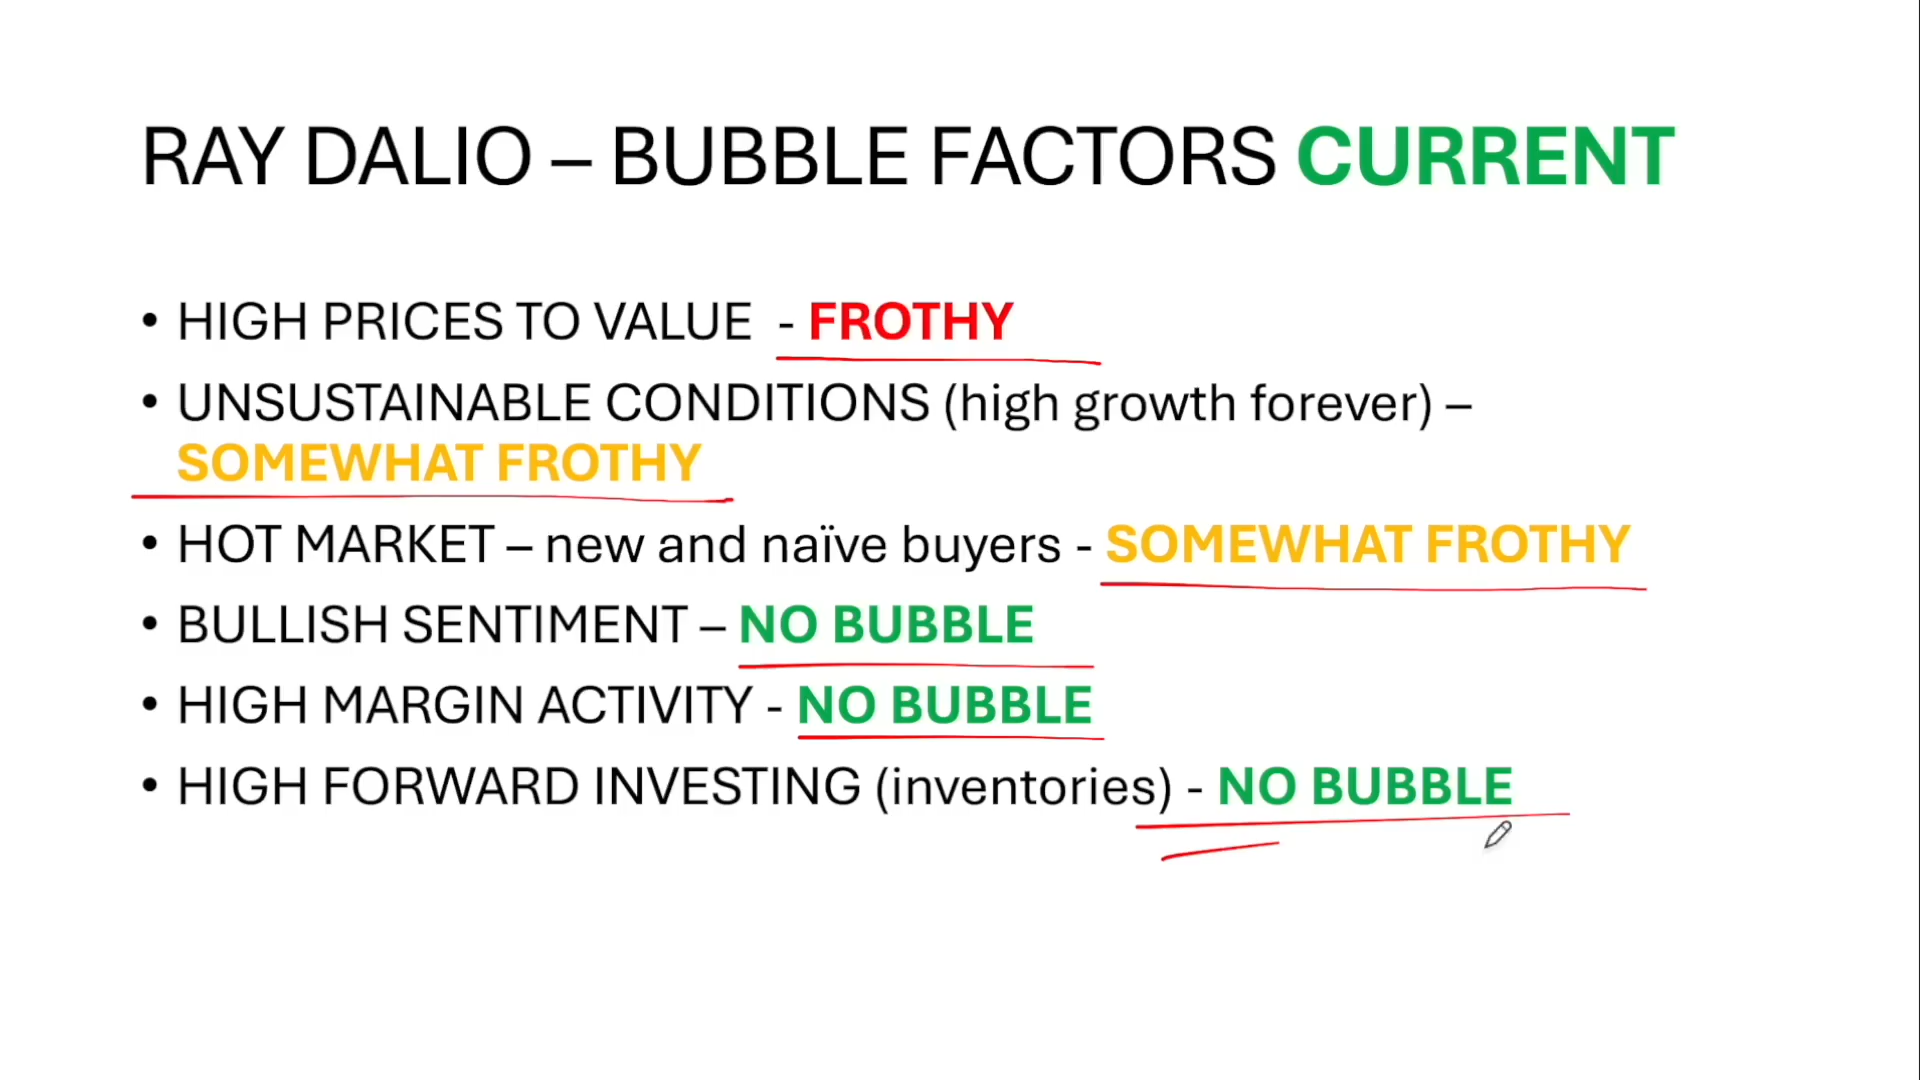 RAY DALIO – BUBBLE FACTORS CURRENT
• HIGH PRICES TO VALUE - FROTHY
• UNSUSTAINABLE CONDITIONS (high growth forever) –
SOMEWHAT FROTHY
• HOT MARKET – new and naïve buyers - SOMEWHAT FROTHY
• BULLISH SENTIMENT – NO BUBBLE
• HIGH MARGIN ACTIVITY - NO BUBBLE
• HIGH FORWARD INVESTING (inventories) - NO BUBBLE